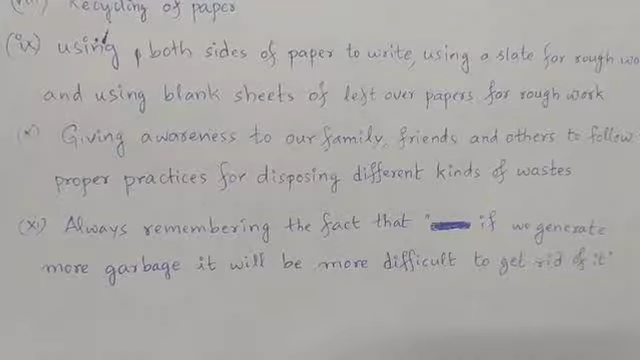 (viii) Recycling of paper
(ix) using both sides of paper to write, using a slate for rough wo
and using blank sheets of left over papers for rough work
(x) Giving awareness to our family, friends and others to follow
proper practices for disposing different kinds of wastes
(xi) Always remembering the fact that " if we generate
more garbage it will be more difficult to get rid of it"